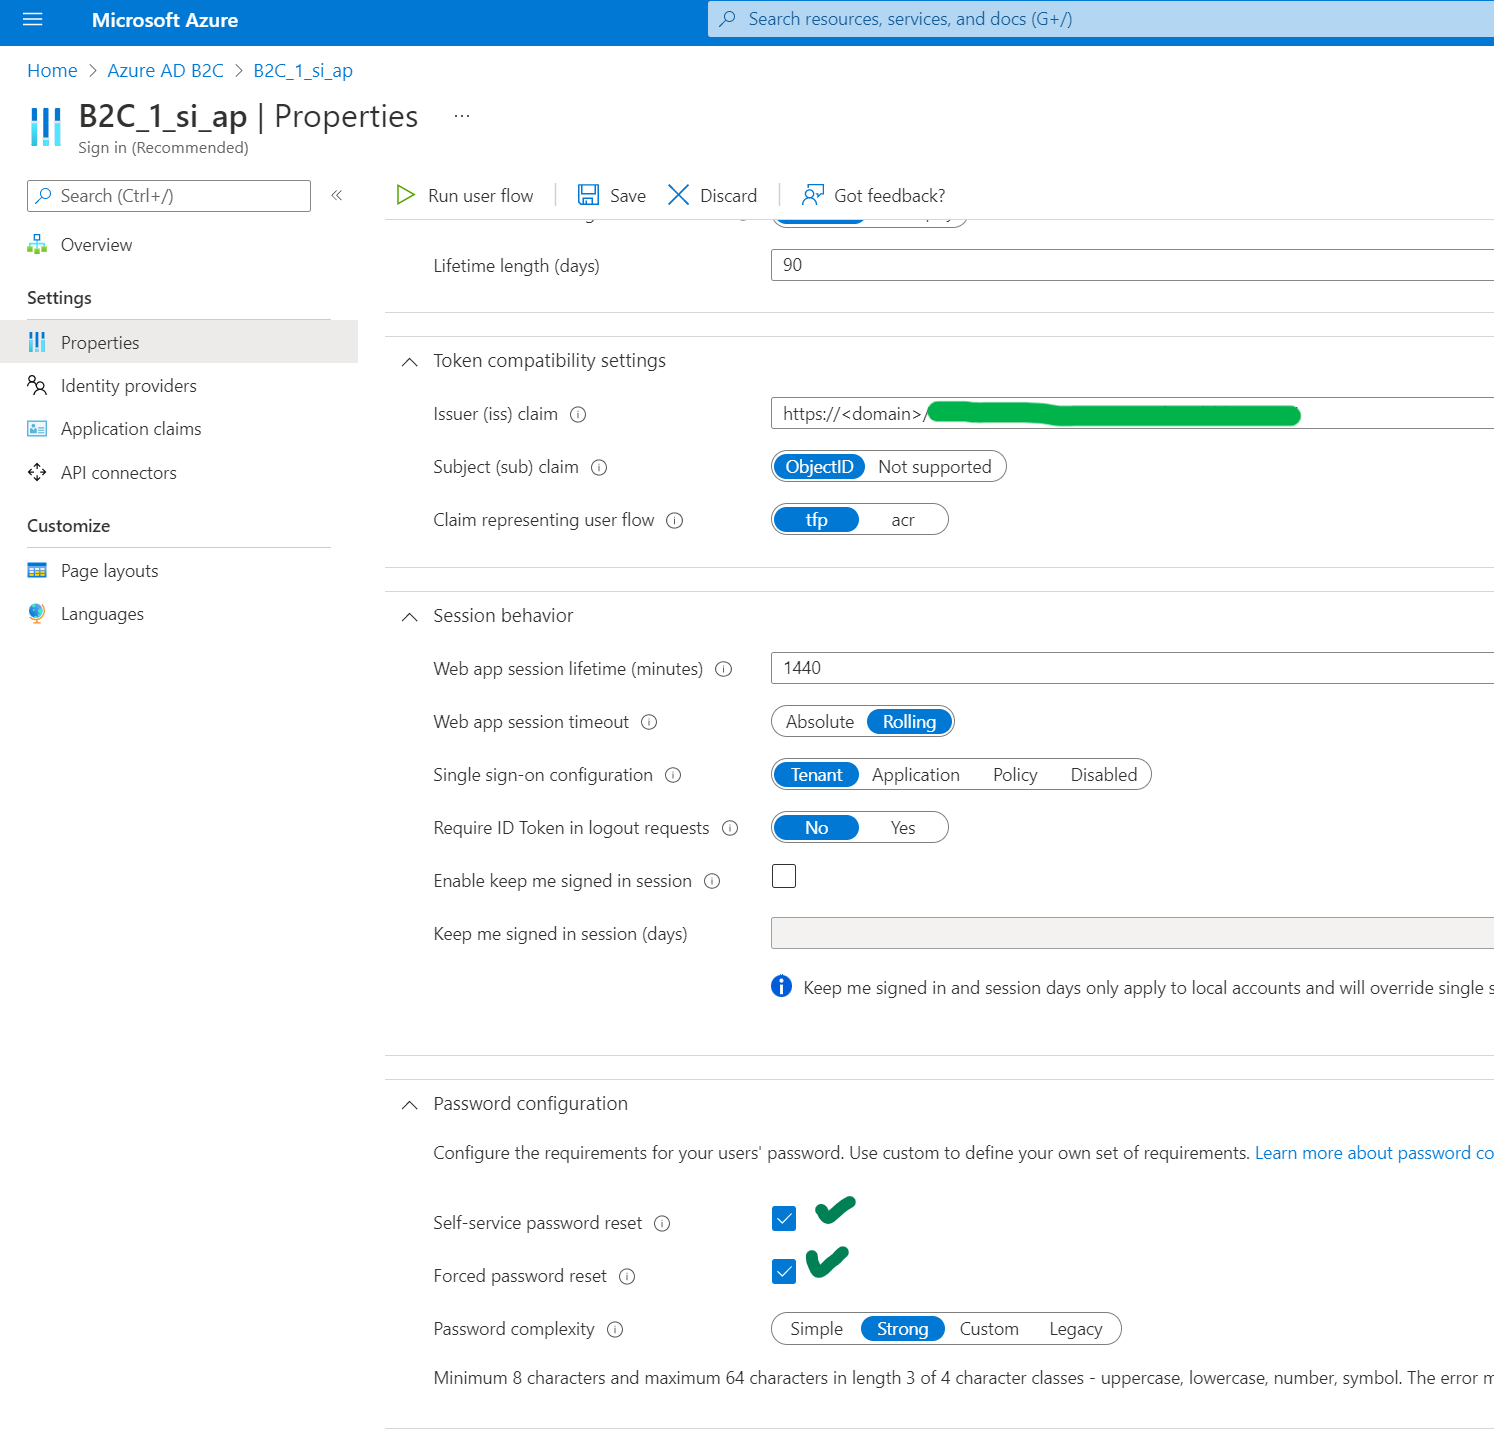 Microsoft Azure
Search resources, services, and docs (G+/)
Home > Azure AD B2C > B2C_1_si_ap
B2C_1_si_ap | Properties ...
Sign in (Recommended)
Search (Ctrl+/)
«
Run user flow
Save
Discard
Got feedback?
Overview
Settings
Properties
Identity providers
Application claims
API connectors
Customize
Page layouts
Languages
Lifetime length (days)
90
Token compatibility settings
Issuer (iss) claim
https://<domain>/
Subject (sub) claim
ObjectID Not supported
Claim representing user flow
tfp acr
Session behavior
Web app session lifetime (minutes)
1440
Web app session timeout
Absolute Rolling
Single sign-on configuration
Tenant Application Policy Disabled
Require ID Token in logout requests
No Yes
Enable keep me signed in session
Keep me signed in session (days)
Keep me signed in and session days only apply to local accounts and will override single s
Password configuration
Configure the requirements for your users' password. Use custom to define your own set of requirements. Learn more about password co
Self-service password reset
Forced password reset
Password complexity
Simple Strong Custom Legacy
Minimum 8 characters and maximum 64 characters in length 3 of 4 character classes - uppercase, lowercase, number, symbol. The error m